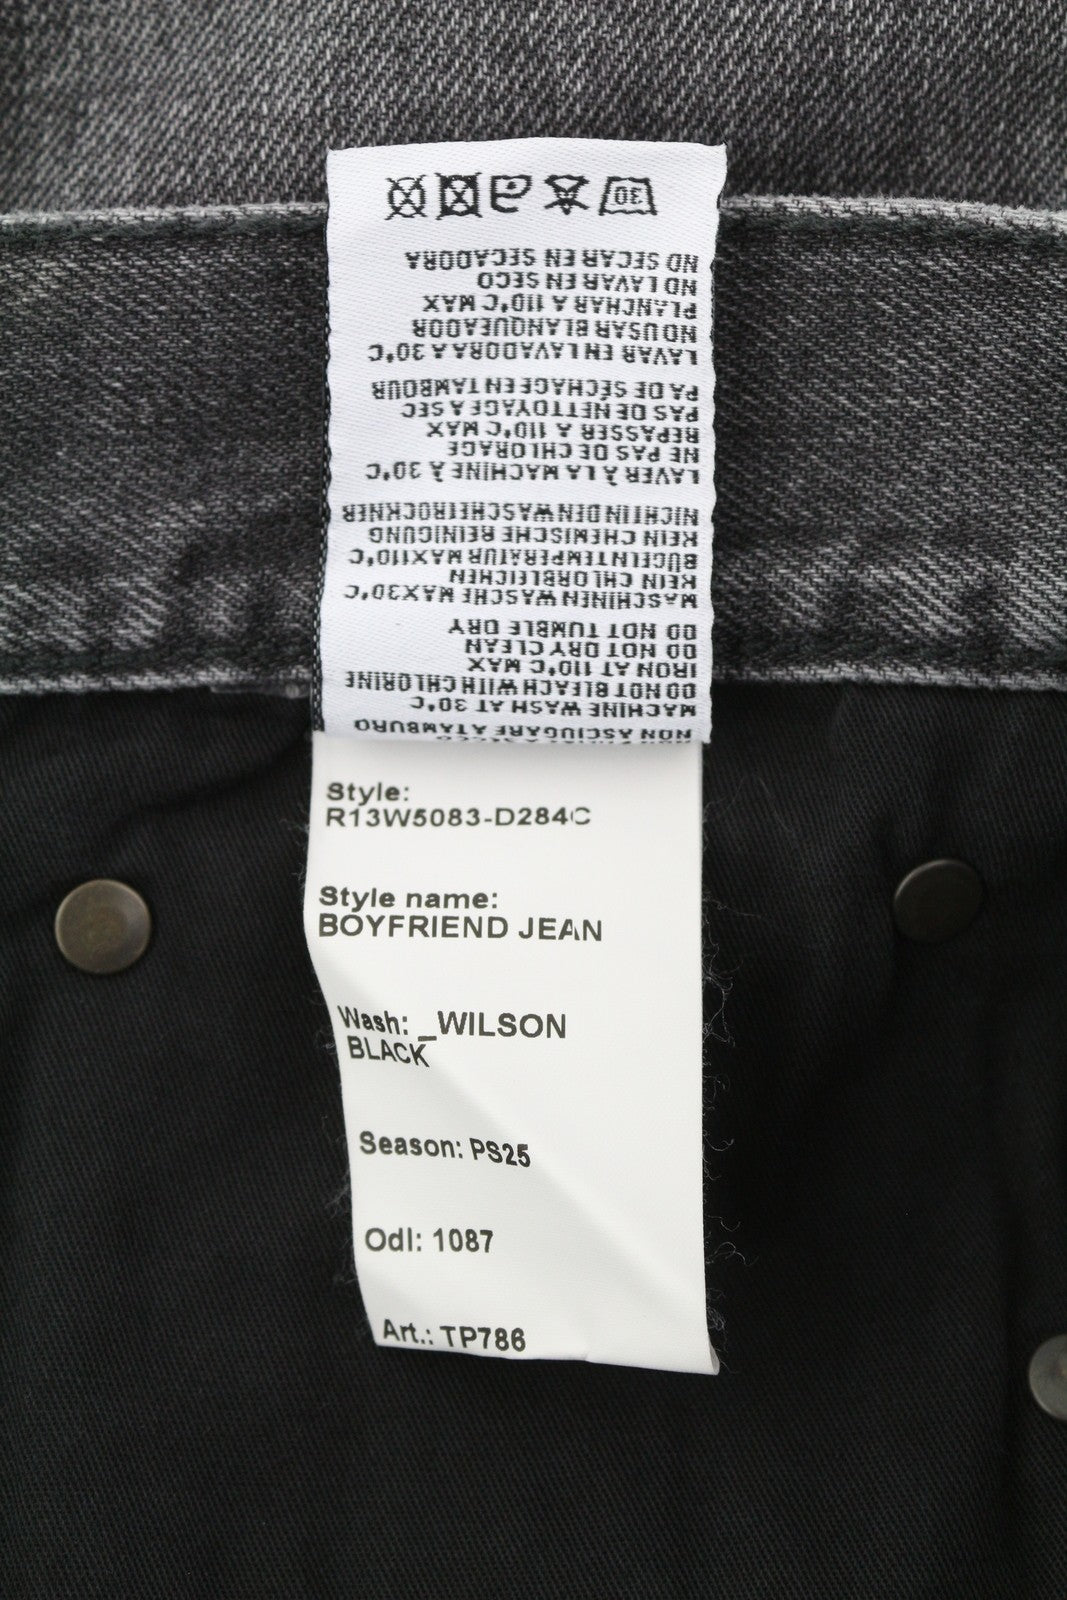 30
NON ASCIUGARE A TAMBURO
MACHINE WASH AT 30°C.
DO NOT BLEACH WITH CHLORINE
IRON AT 110°C MAX
DO NOT DRY CLEAN
DO NOT TUMBLE DRY
MASCHINEN WASCHE MAX30°C
KEIN CHLORBLEICHEN
BUGELNTEMPERATUR MAX110°C
KEIN CHEMISCHE REINIGUNG
NICHT IN DEN WASCHETROCKNER
LAVER À LA MACHINE À 30°C
NE PAS DE CHLORAGE
REPASSER A 110°C MAX
PAS DE NETTOYAGE A SEC
PA DE SÉCHAGE EN TAMBOUR
LAVAR EN LAVADORA A 30°C
NO USAR BLANQUEADOR
PLANCHAR A 110°C MAX
NO LAVAR EN SECO
NO SECAR EN SECADORA
Style:
R13W5083-D284C
Style name:
BOYFRIEND JEAN
Wash: _WILSON
BLACK
Season: PS25
Odl: 1087
Art.: TP786